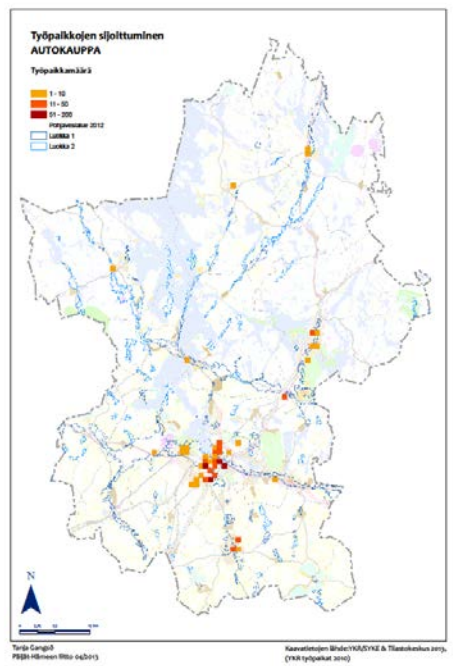 Työpaikkojen sijoittuminen
AUTOKAUPPA
Työpaikkamäärä
1 - 10
11 - 50
51 - 200
Pohjavesialue 2012
Luokka 1
Luokka 2
N
Tanja Gangsö
Päijät-Hämeen liitto 04/2013
Kaavatietojen lähde: YKR/SYKE & Tilastokeskus 2013,
(YKR työpaikat 2010)